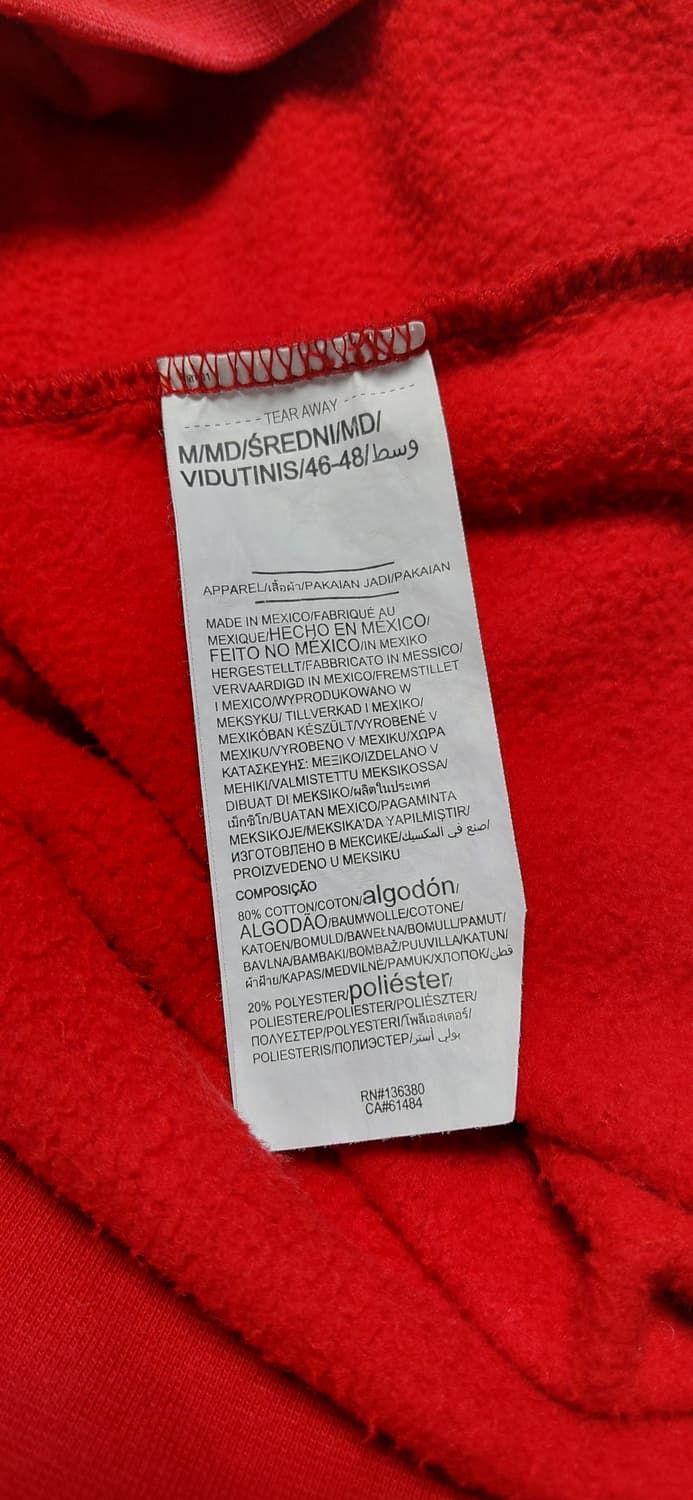 TEAR AWAY
M/MD/ŚREDNI/MD/
VIDUTINIS/46-48/وسط
APPAREL/เสื้อผ้า/PAKAIAN JADI/PAKAIAN
MADE IN MEXICO/FABRIQUÉ AU
MEXIQUE/HECHO EN MÉXICO/
FEITO NO MÉXICO/IN MEXIKO
HERGESTELLT/FABBRICATO IN MESSICO/
VERVAARDIGD IN MEXICO/FREMSTILLET
I MEXICO/WYPRODUKOWANO W
MEKSYKU/ TILLVERKAD I MEXIKO/
MEXIKÓBAN KÉSZÜLT/VYROBENÉ V
MEXIKU/VYROBENO V MEXIKU/ΧΩΡΑ
ΚΑΤΑΣΚΕΥΗΣ: ΜΕΞΙΚΟ/IZDELANO V
MEHIKI/VALMISTETTU MEKSIKOSSA/
DIBUAT DI MEKSIKO/ผลิตในประเทศ
เม็กซิโก/BUATAN MEXICO/PAGAMINTA
MEKSIKOJE/MEKSIKA'DA YAPILMIŞTIR/
ИЗГОТОВЛЕНО В МЕКСИКЕ/صنع في المكسيك/
PROIZVEDENO U MEKSIKU
COMPOSIÇÃO
80% COTTON/COTON/algodón/
ALGODÃO/BAUMWOLLE/COTONE/
KATOEN/BOMULD/BAWEŁNA/BOMULL/PAMUT/
BAVLNA/BAMBAKI/BOMBAŽ/PUUVILLA/KATUN/
ผ้าฝ้าย/KAPAS/MEDVILNĖ/PAMUK/ХЛОПОК/قطن
20% POLYESTER/poliéster/
POLIESTERE/POLIESTER/POLIÉSZTER/
ΠΟΛΥΕΣΤΕΡ/POLYESTERI/โพลีเอสเตอร์/
POLIESTERIS/ПОЛИЭСТЕР/بولي أستر
RN#136380
CA#61484